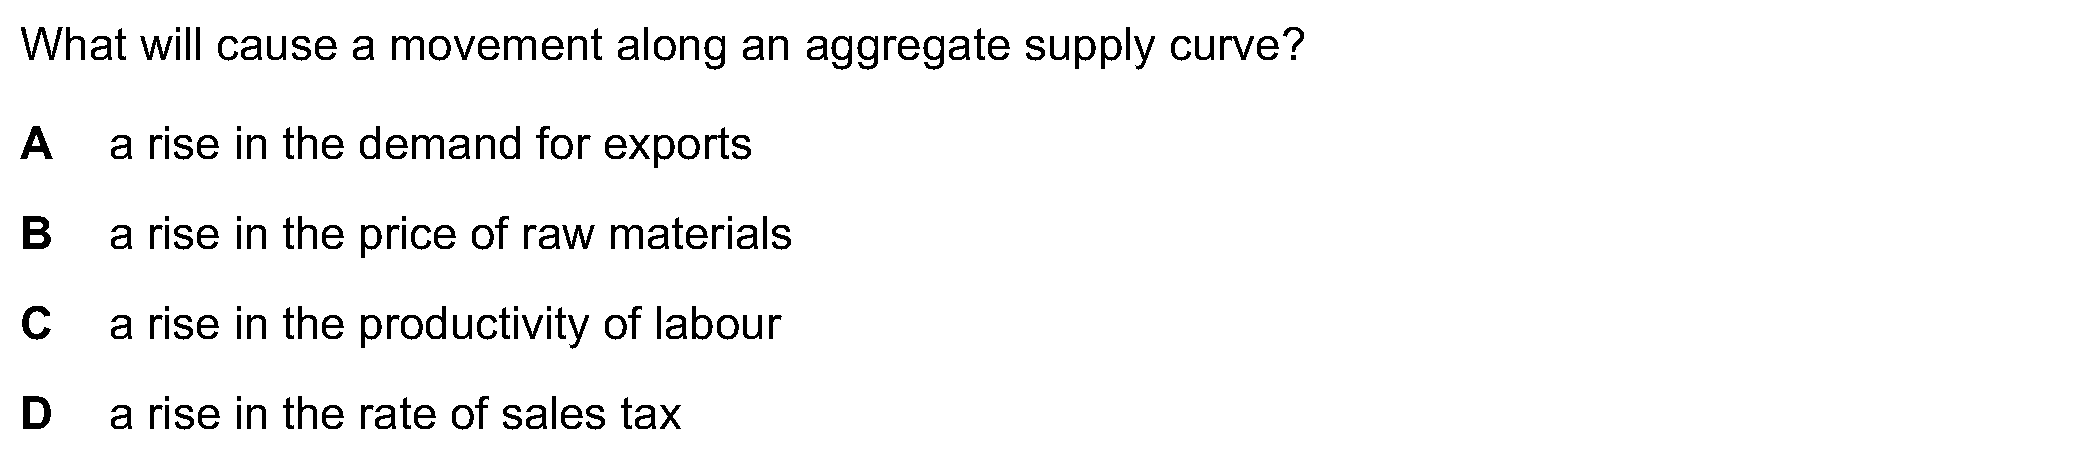 What will cause a movement along an aggregate supply curve?
A a rise in the demand for exports
B a rise in the price of raw materials
C a rise in the productivity of labour
D a rise in the rate of sales tax